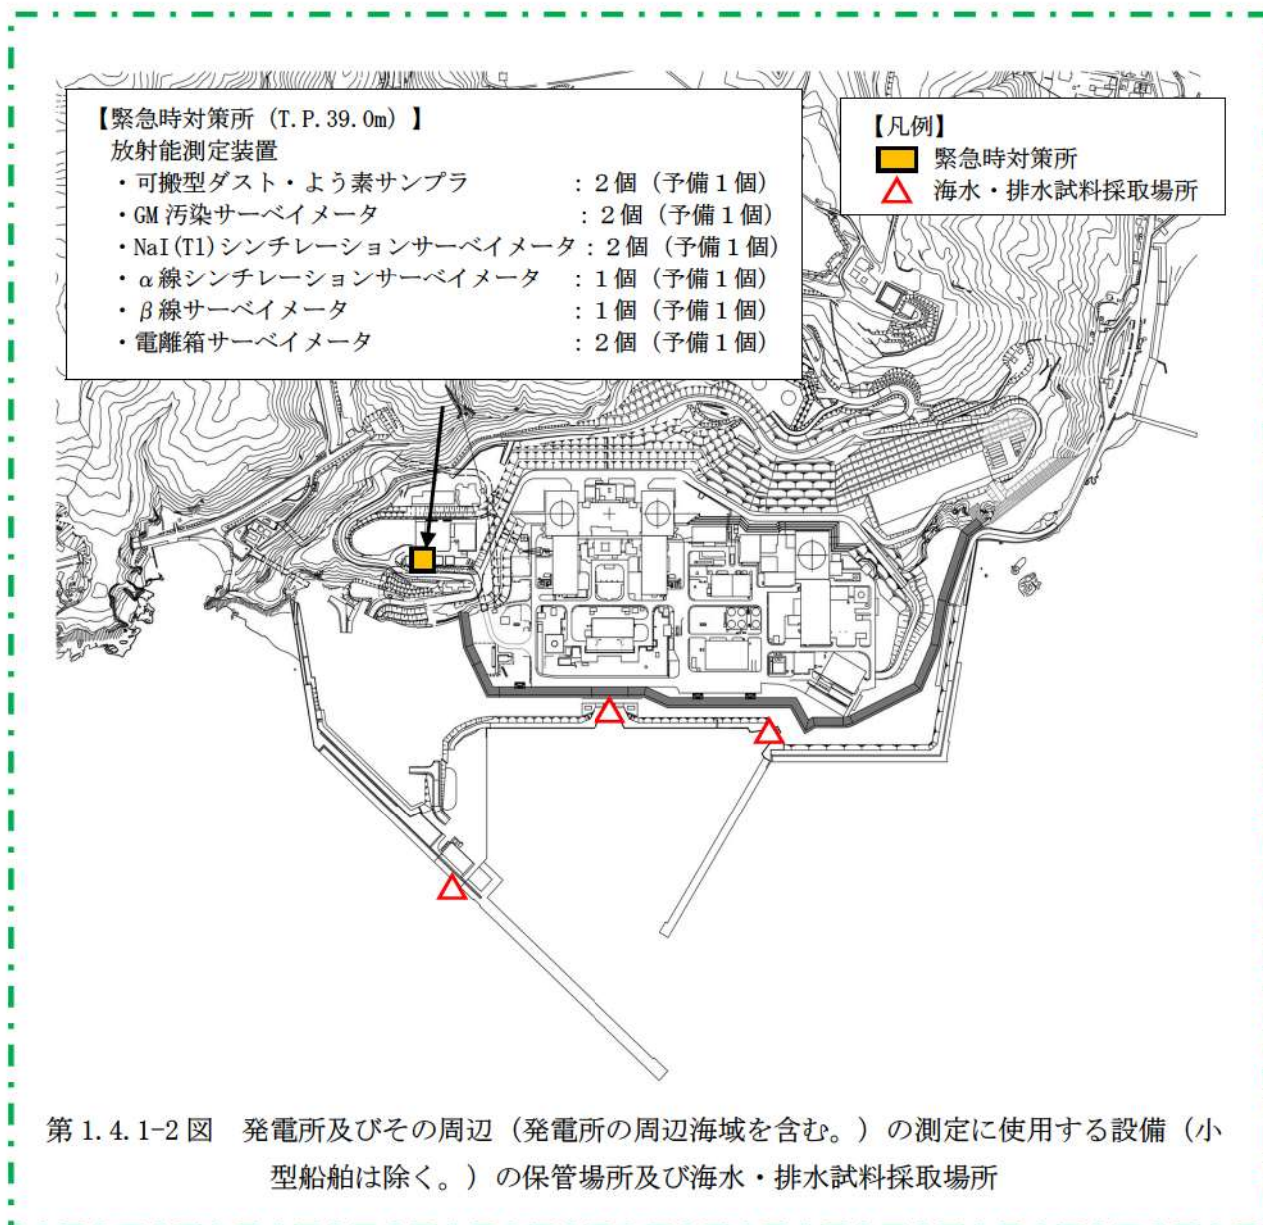 【緊急時対策所（T.P.39.0m）】
放射能測定装置
・可搬型ダスト・よう素サンプラ　　　　：２個（予備１個）
・GM 汚染サーベイメータ　　　　　　　：２個（予備１個）
・NaI(Tl)シンチレーションサーベイメータ：２個（予備１個）
・α線シンチレーションサーベイメータ　：１個（予備１個）
・β線サーベイメータ　　　　　　　　　：１個（予備１個）
・電離箱サーベイメータ　　　　　　　　：２個（予備１個）
【凡例】
緊急時対策所
海水・排水試料採取場所
第 1.4.1-2 図　発電所及びその周辺（発電所の周辺海域を含む。）の測定に使用する設備（小
型船舶は除く。）の保管場所及び海水・排水試料採取場所